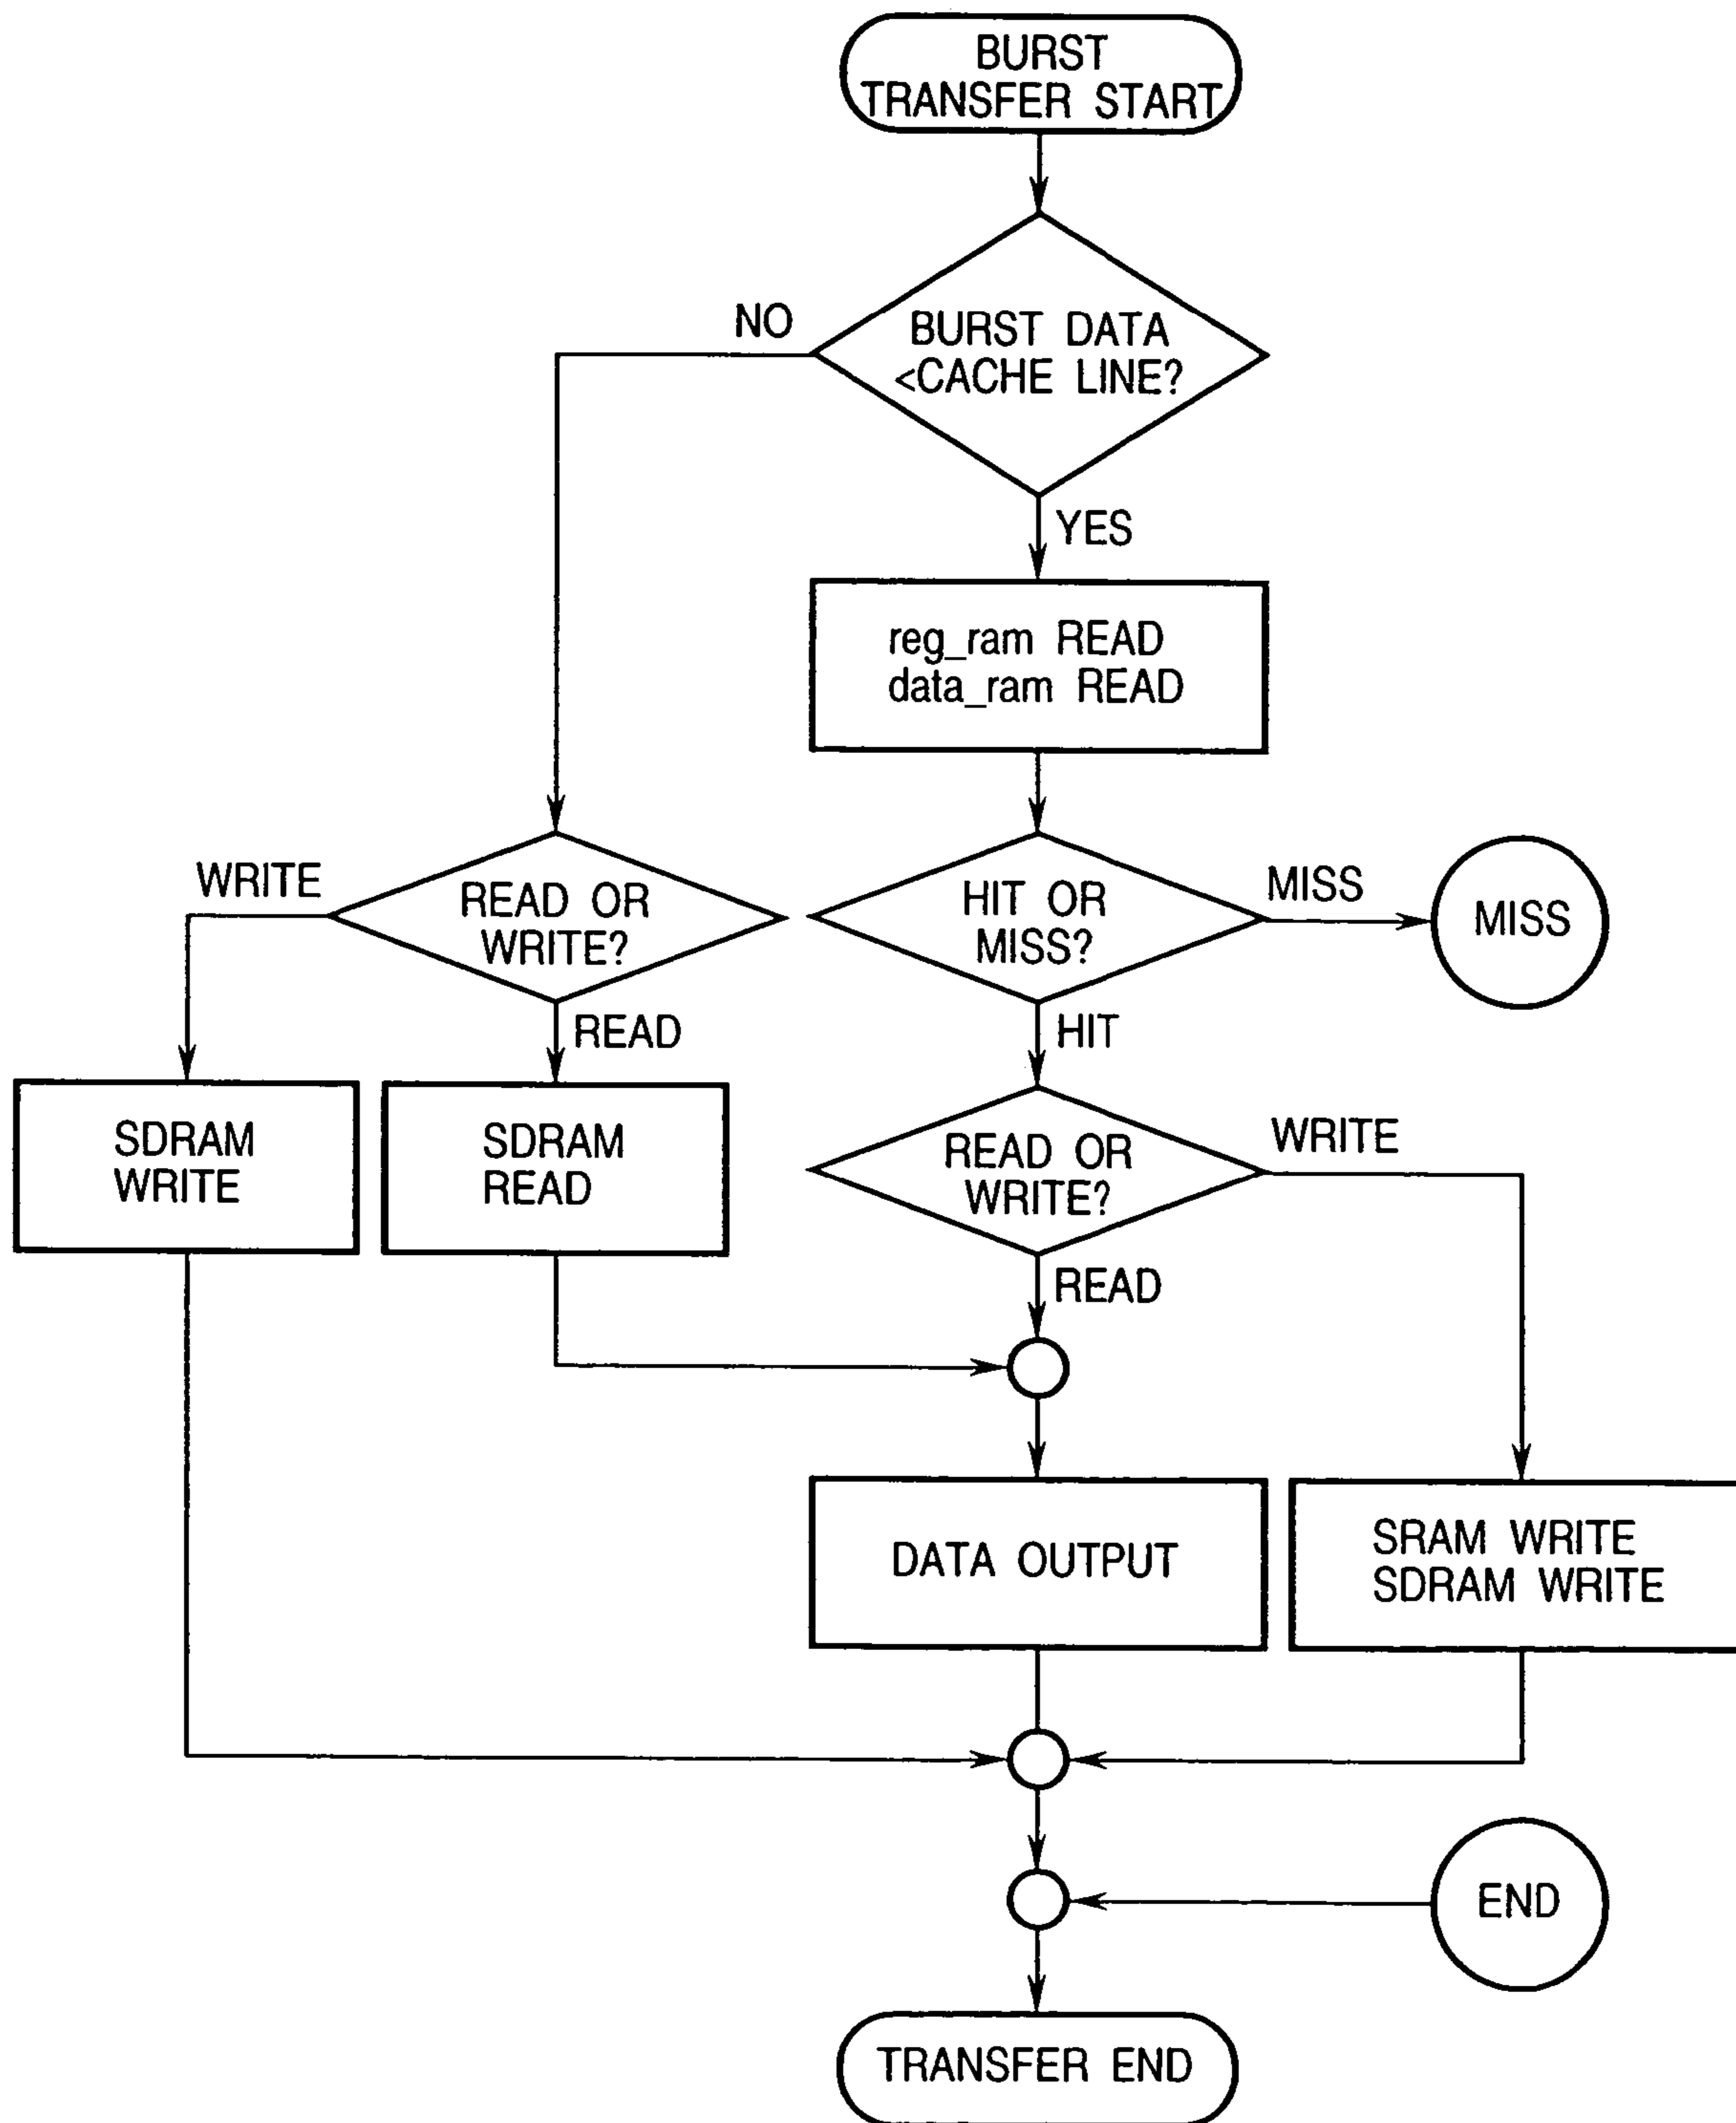 BURST
TRANSFER START
NO
BURST DATA
<CACHE LINE?
YES
reg_ram READ
data_ram READ
WRITE
READ OR
WRITE?
HIT OR
MISS?
MISS
MISS
READ
HIT
SDRAM
WRITE
SDRAM
READ
READ OR
WRITE?
WRITE
READ
DATA OUTPUT
SRAM WRITE
SDRAM WRITE
END
TRANSFER END